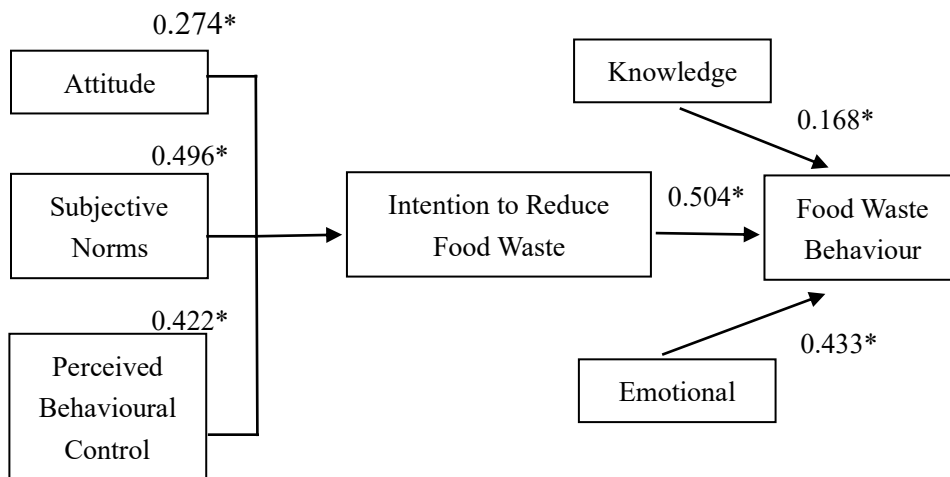 0.274*
Attitude
0.496*
Subjective
Norms
0.422*
Perceived
Behavioural
Control
Intention to Reduce
Food Waste
Knowledge
0.168*
0.504*
Food Waste
Behaviour
0.433*
Emotional